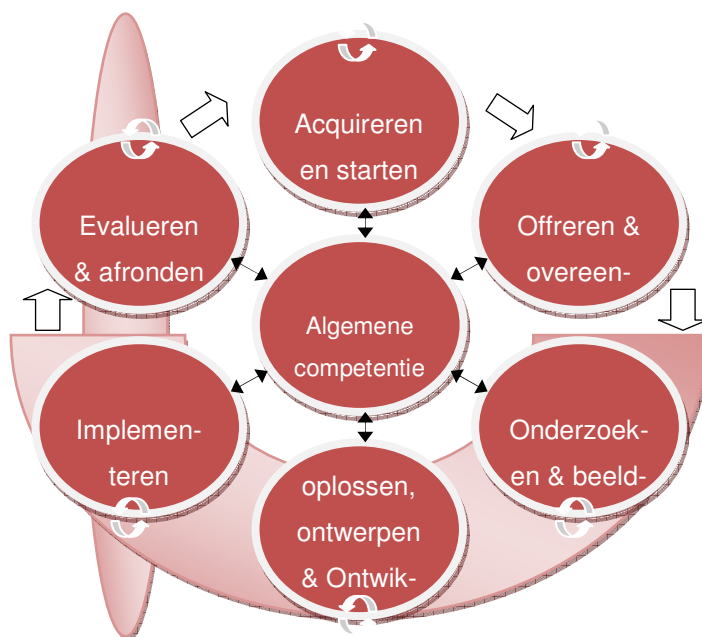 Acquireren
en starten
Offreren &
overeen-
Onderzoek-
en & beeld-
oplossen,
ontwerpen
& Ontwik-
Implemen-
teren
Evalueren
& afronden
Algemene
competentie